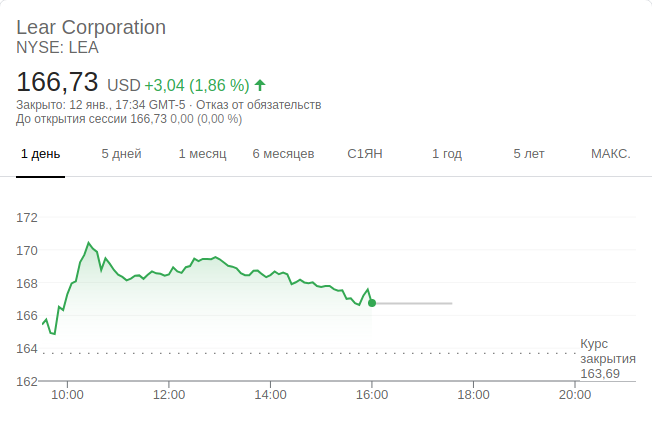 Lear Corporation
NYSE: LEA
166,73 USD +3,04 (1,86 %)
Закрыто: 12 янв., 17:34 GMT-5 · Отказ от обязательств
До открытия сессии 166,73 0,00 (0,00 %)
1 день 5 дней 1 месяц 6 месяцев С1ЯН 1 год 5 лет МАКС.
172
170
168
166
164
Курс
закрытия
163,69
162
10:00 12:00 14:00 16:00 18:00 20:00